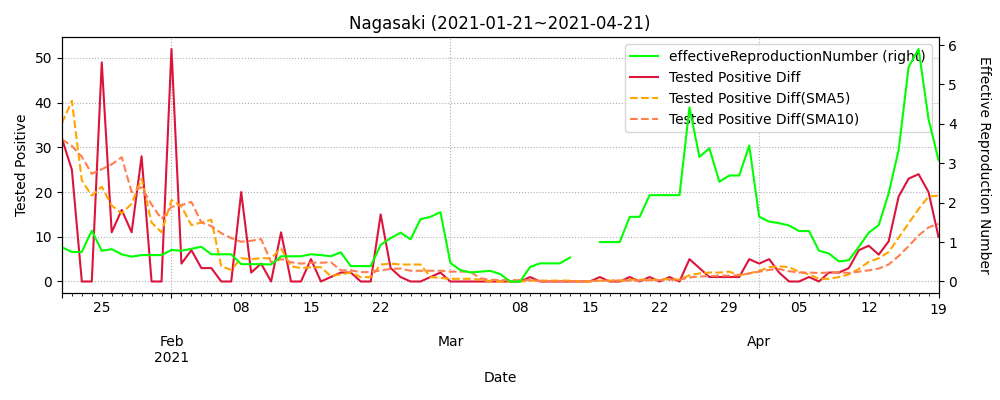 Nagasaki (2021-01-21~2021-04-21)
effectiveReproductionNumber (right)
Tested Positive Diff
Tested Positive Diff(SMA5)
Tested Positive Diff(SMA10)
Tested Positive
50
40
30
20
10
0
6
5
4
3
2
1
0
Effective Reproduction Number
25 08 15 22 08 15 22 29 05 12 19
Feb Mar Apr
2021
Date